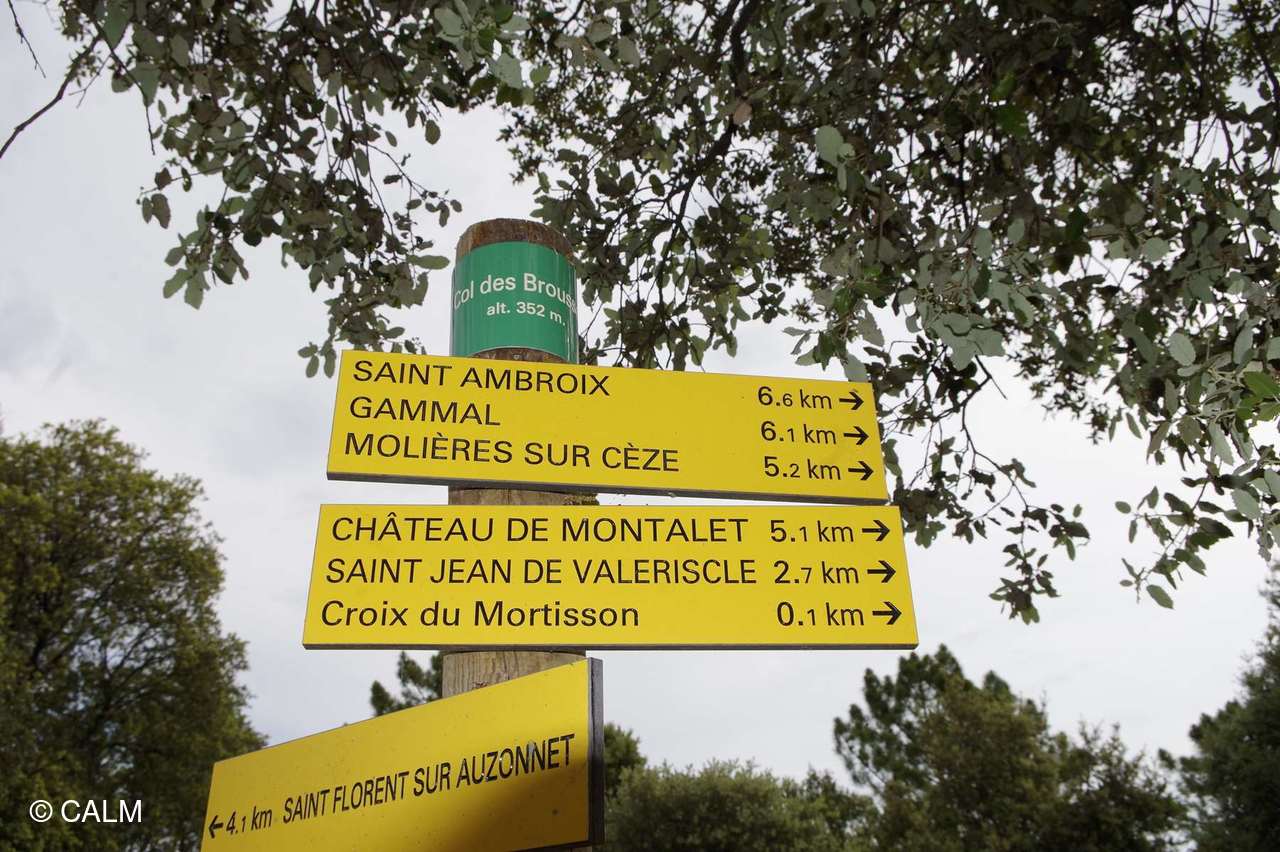 Col des
alt. 352 m.
SAINT AMBROIX 6.6 km →
GAMMAL 6.1 km →
MOLIÈRES SUR CÈZE 5.2 km →
CHÂTEAU DE MONTALET 5.1 km →
SAINT JEAN DE VALERISCLE 2.7 km →
Croix du Mortisson 0.1 km →
← 4.1 km SAINT FLORENT SUR AUZONNET
© CALM